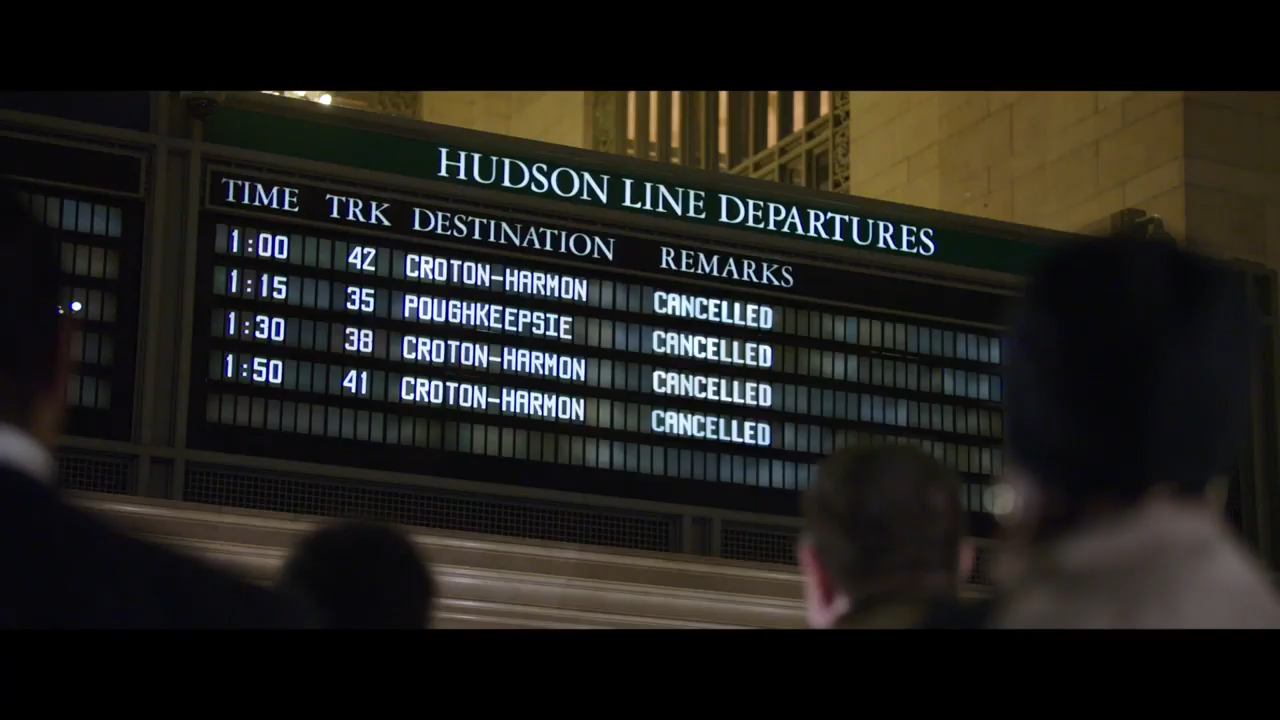 HUDSON LINE DEPARTURES
TIME TRK DESTINATION REMARKS
1:00 42 CROTON-HARMON CANCELLED
1:15 35 POUGHKEEPSIE CANCELLED
1:30 38 CROTON-HARMON CANCELLED
1:50 41 CROTON-HARMON CANCELLED